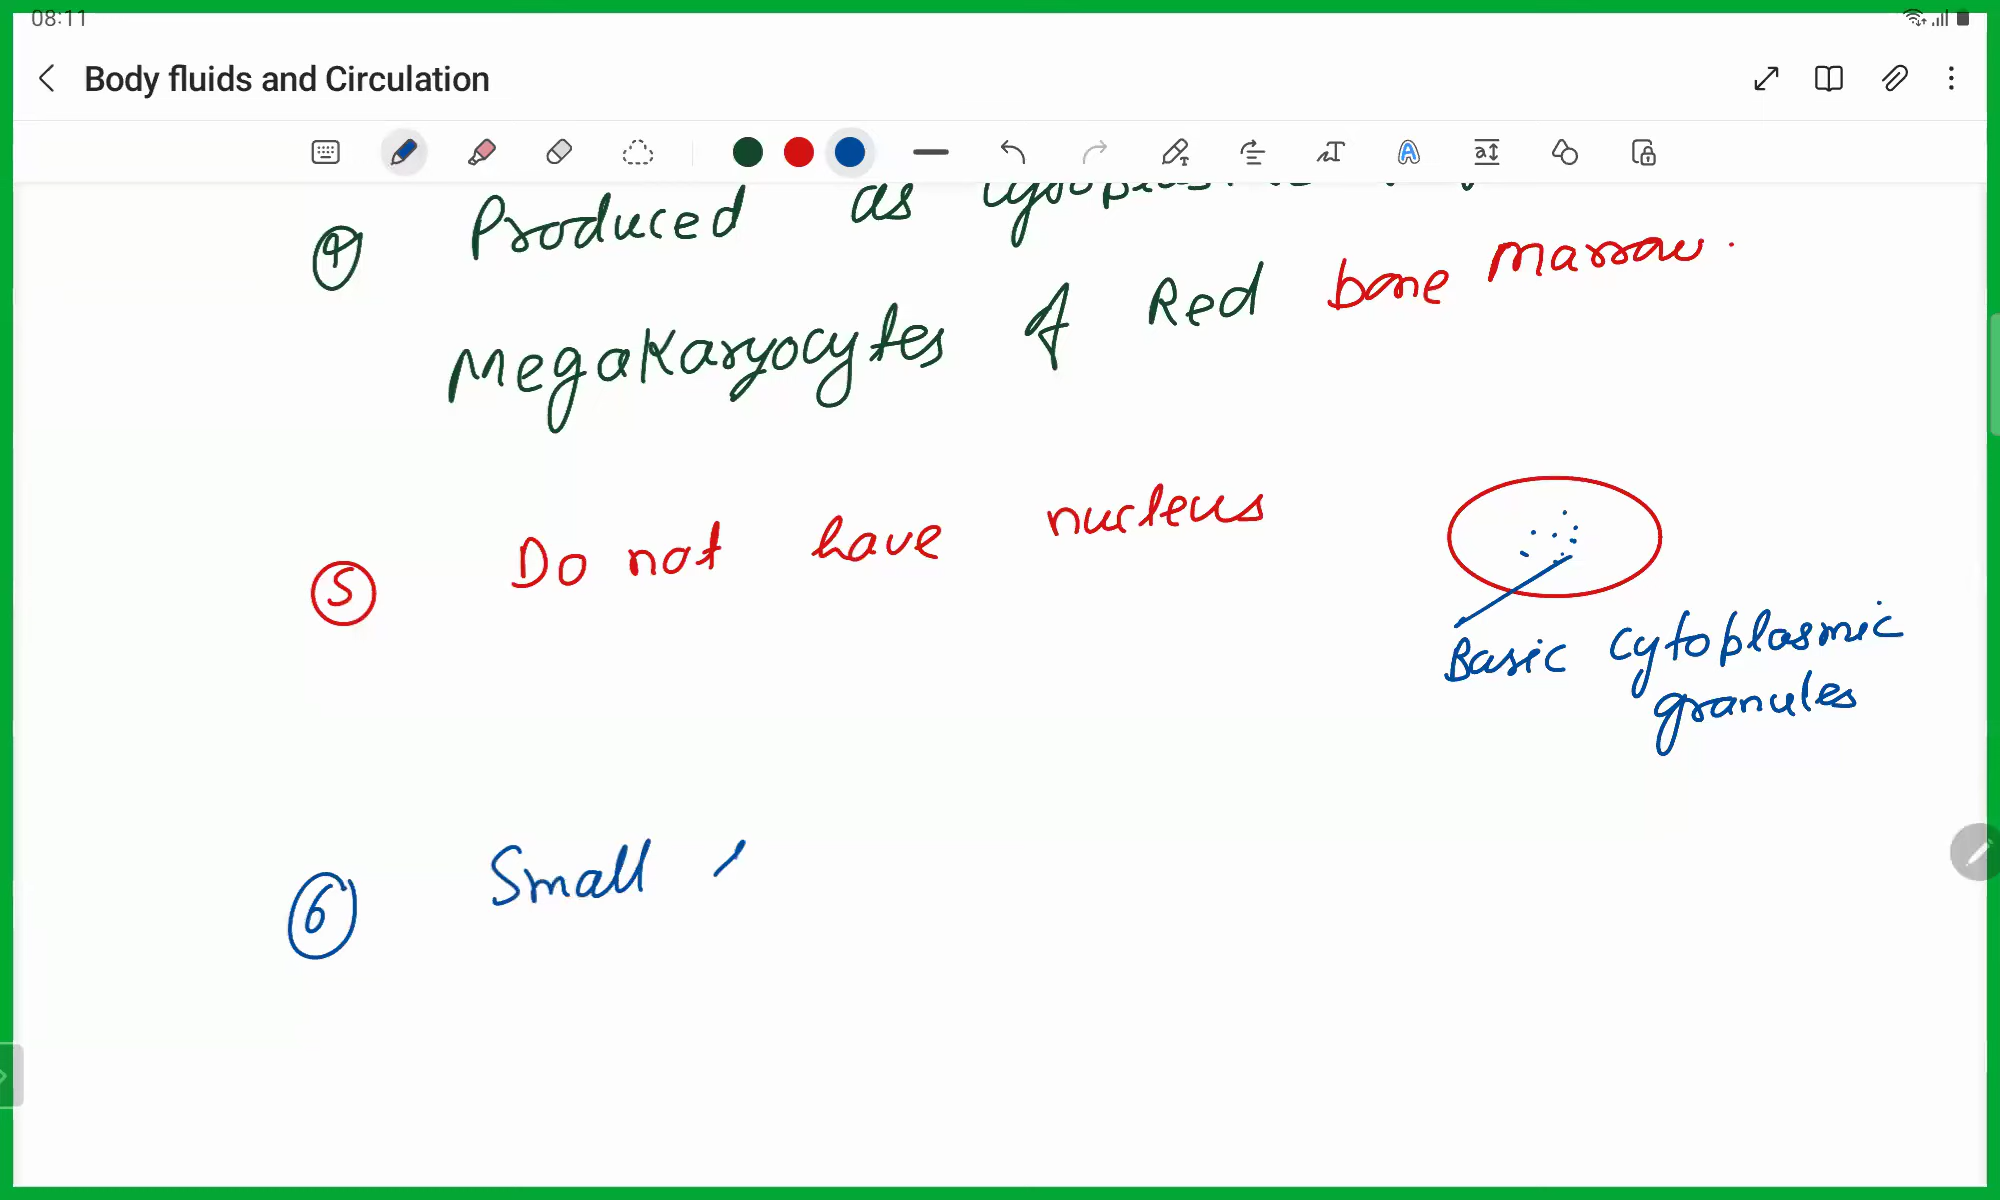 08:11
Body fluids and Circulation
④ Produced as
Megakaryocytes of Red bone marrow.
⑤ Do not have nucleus
Basic cytoplasmic
granules
⑥ Small